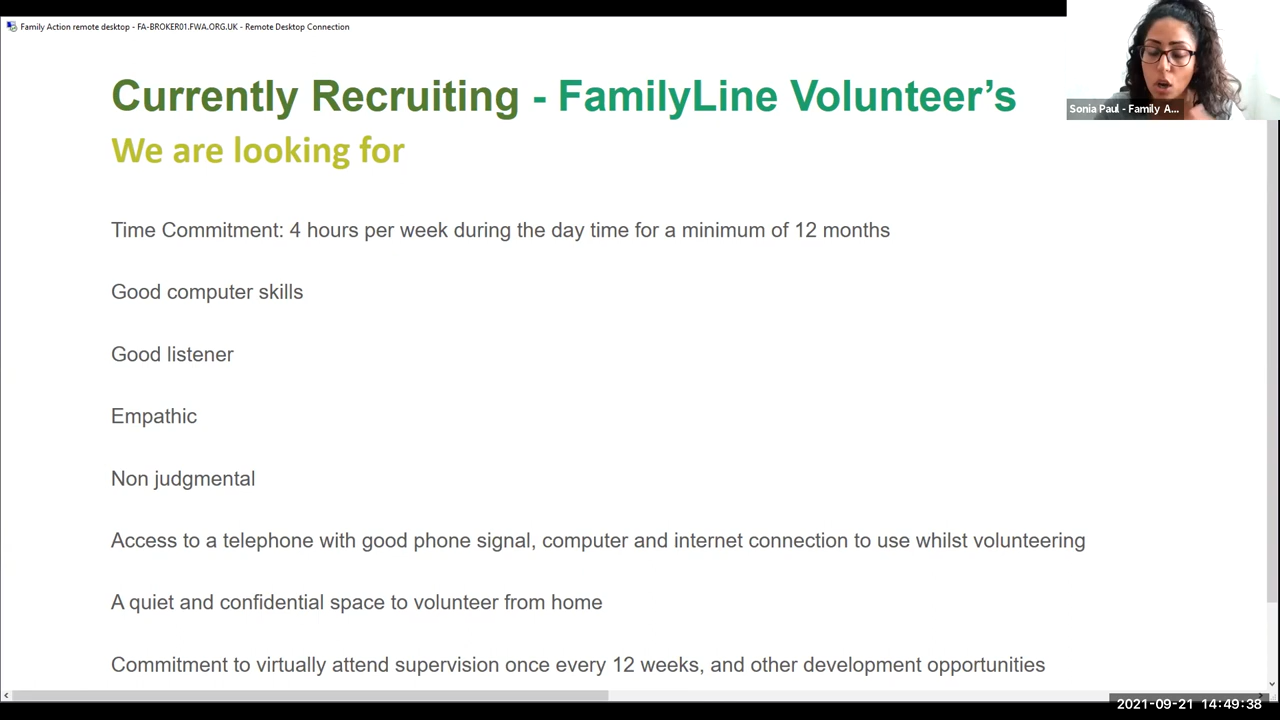 Family Action remote desktop - FA-BROKER01.FWA.ORG.UK - Remote Desktop Connection
Currently Recruiting - FamilyLine Volunteer's
Sonia Paul - Family A...
We are looking for
Time Commitment: 4 hours per week during the day time for a minimum of 12 months
Good computer skills
Good listener
Empathic
Non judgmental
Access to a telephone with good phone signal, computer and internet connection to use whilst volunteering
A quiet and confidential space to volunteer from home
Commitment to virtually attend supervision once every 12 weeks, and other development opportunities
2021-09-21 14:49:38